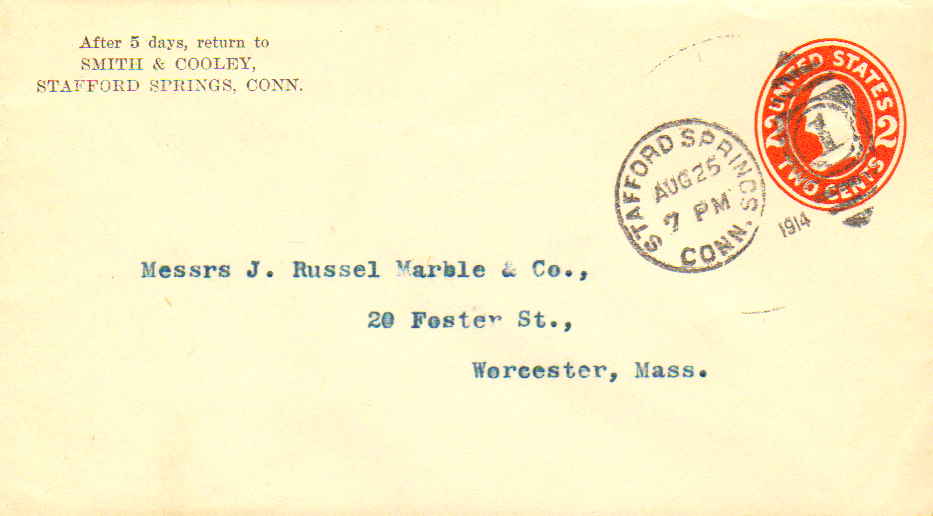 After 5 days, return to
SMITH & COOLEY,
STAFFORD SPRINGS, CONN.
UNITED STATES
2 2
TWO CENTS
1
STAFFORD SPRINGS
AUG 25
7 PM
CONN.
1914
Messrs J. Russel Marble & Co.,
20 Foster St.,
Worcester, Mass.